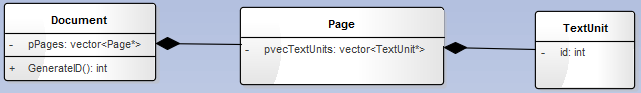 Document
- pPages: vector<Page*>
+ GenerateID(): int
Page
- pvecTextUnits: vector<TextUnit*>
TextUnit
- id: int